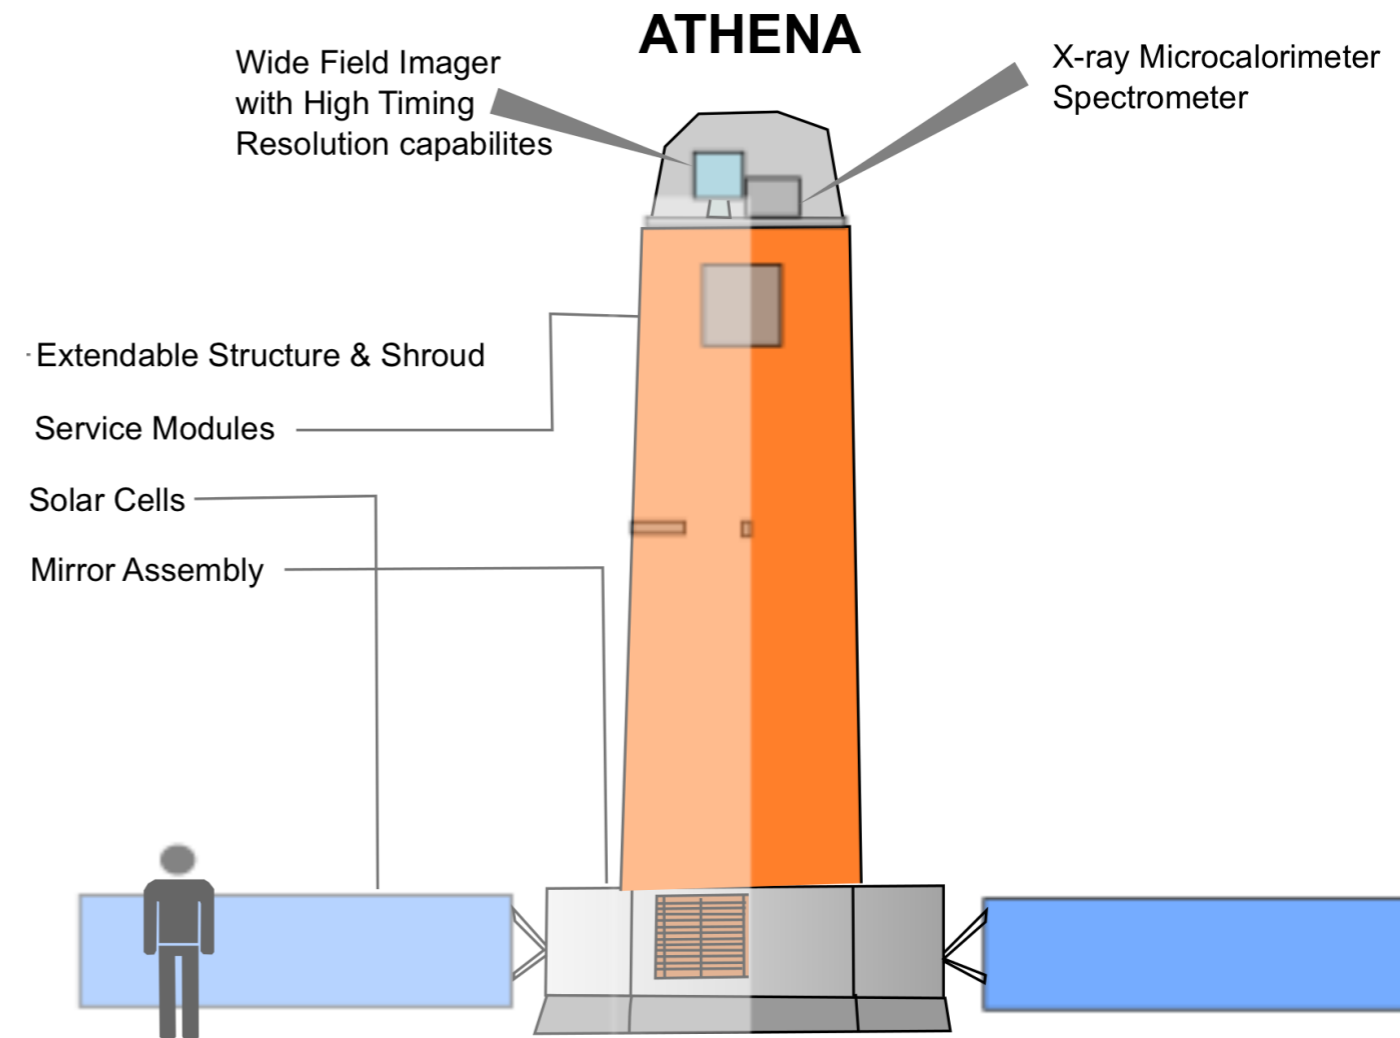 ATHENA
Wide Field Imager
with High Timing
Resolution capabilites
X-ray Microcalorimeter
Spectrometer
Extendable Structure & Shroud
Service Modules
Solar Cells
Mirror Assembly